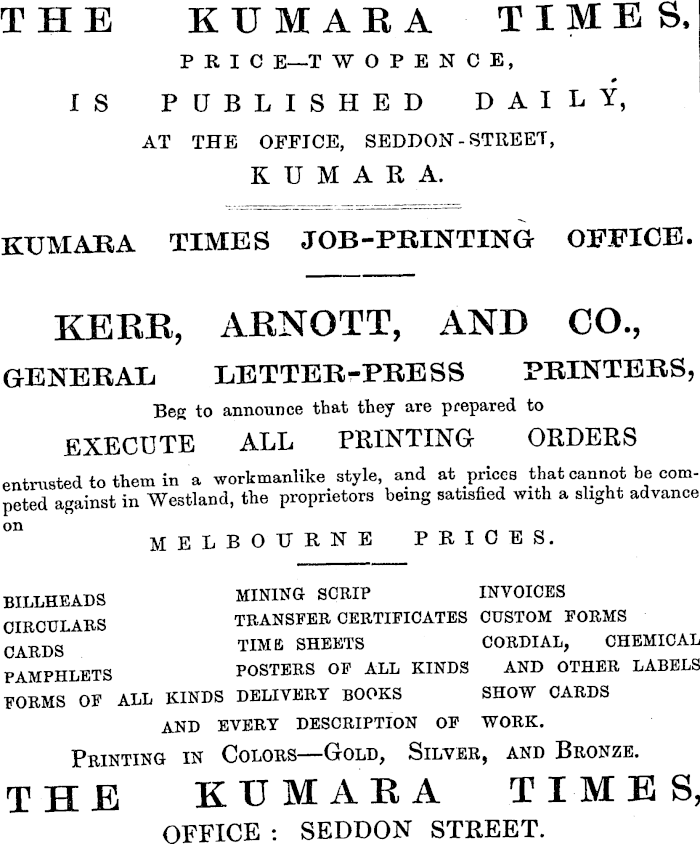 THE KUMARA TIMES,
PRICE—TWOPENCE,
IS PUBLISHED DAILY,
AT THE OFFICE, SEDDON-STREET,
KUMARA.
KUMARA TIMES JOB-PRINTING OFFICE.
KERR, ARNOTT, AND CO.,
GENERAL LETTER-PRESS PRINTERS,
Beg to announce that they are prepared to
EXECUTE ALL PRINTING ORDERS
entrusted to them in a workmanlike style, and at prices that cannot be com-
peted against in Westland, the proprietors being satisfied with a slight advance
on
MELBOURNE PRICES.
BILLHEADS MINING SCRIP INVOICES
CIRCULARS TRANSFER CERTIFICATES CUSTOM FORMS
CARDS TIME SHEETS CORDIAL, CHEMICAL
PAMPHLETS POSTERS OF ALL KINDS AND OTHER LABELS
FORMS OF ALL KINDS DELIVERY BOOKS SHOW CARDS
AND EVERY DESCRIPTION OF WORK.
PRINTING IN COLORS—GOLD, SILVER, AND BRONZE.
THE KUMARA TIMES,
OFFICE: SEDDON STREET.